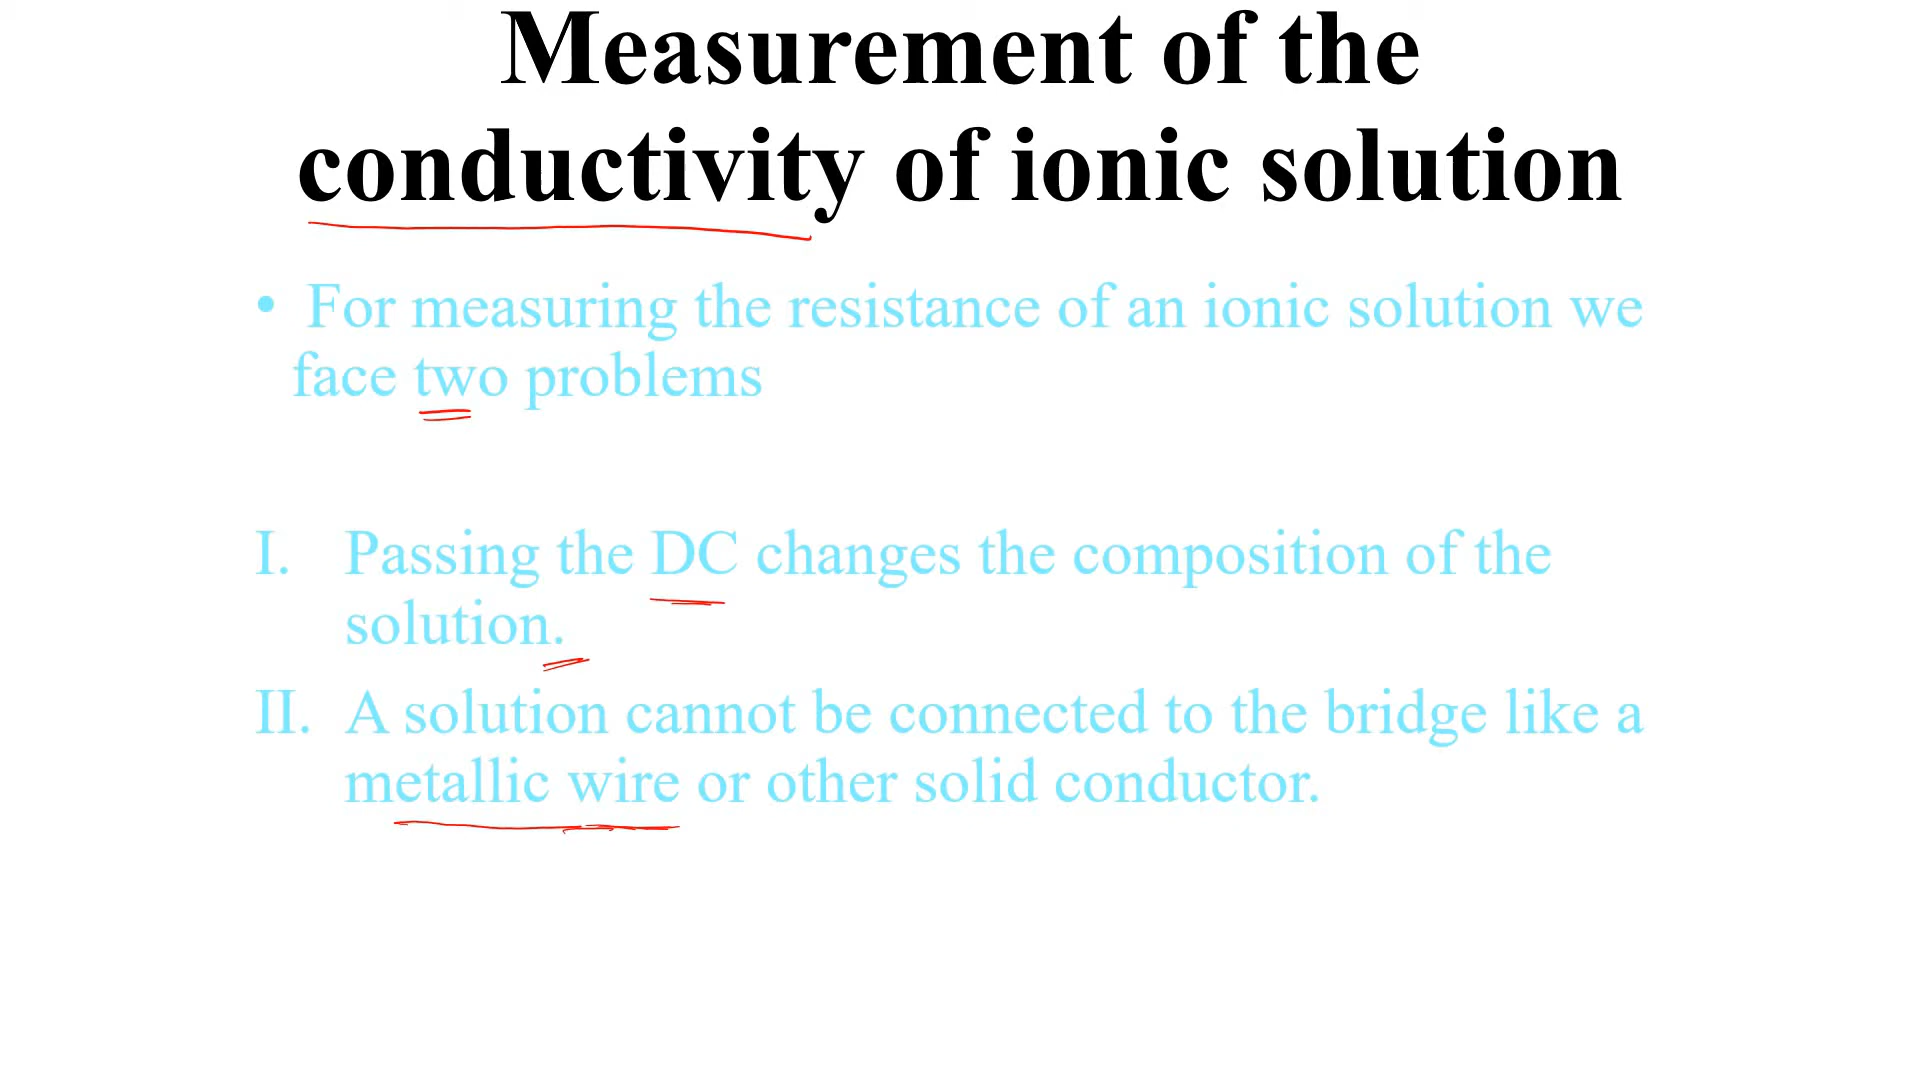 Measurement of the
conductivity of ionic solution
• For measuring the resistance of an ionic solution we
face two problems
I. Passing the DC changes the composition of the
solution.
II. A solution cannot be connected to the bridge like a
metallic wire or other solid conductor.